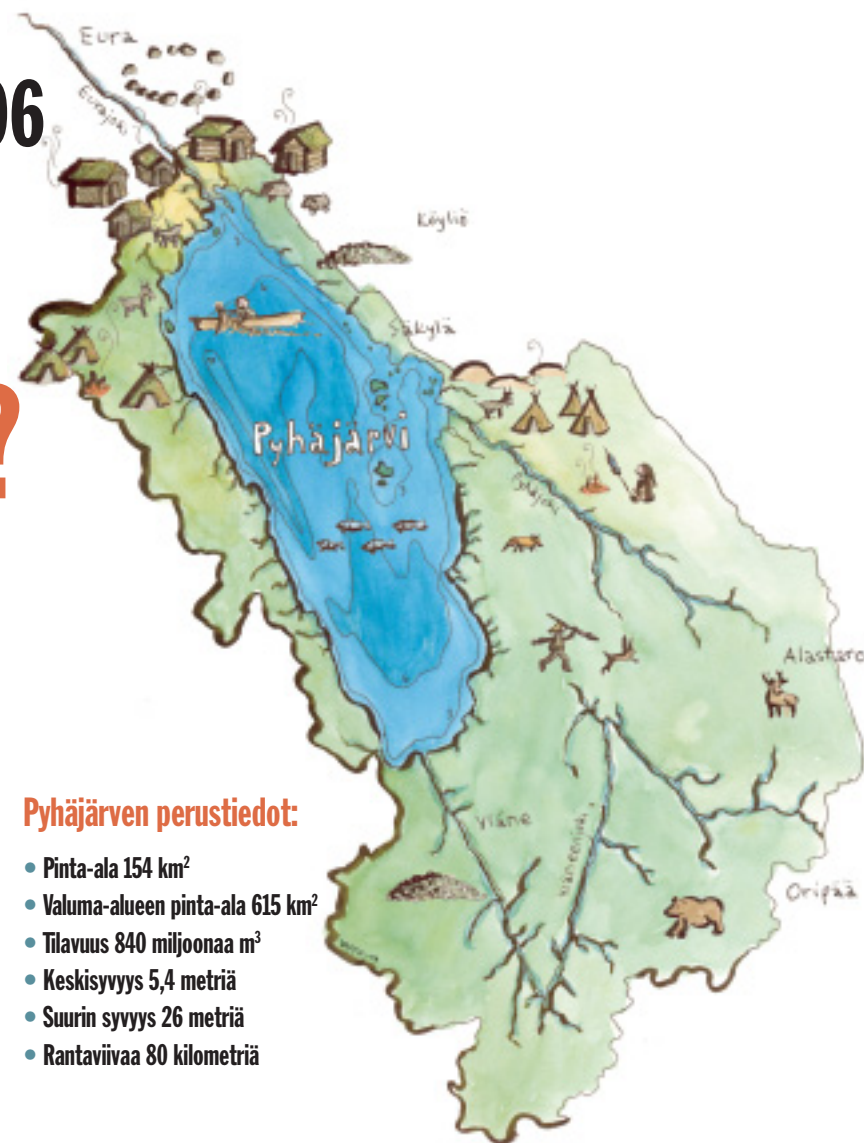 Eura
06
Eurajoki
Köyliö
Säkylä
?
Pyhäjärvi
Pyhäjoki
Alastaro
Pyhäjärven perustiedot:
• Pinta-ala 154 km²
Yläne
Yläneenjoki
• Valuma-alueen pinta-ala 615 km²
Oripää
• Tilavuus 840 miljoonaa m³
• Keskisyvyys 5,4 metriä
• Suurin syvyys 26 metriä
• Rantaviivaa 80 kilometriä